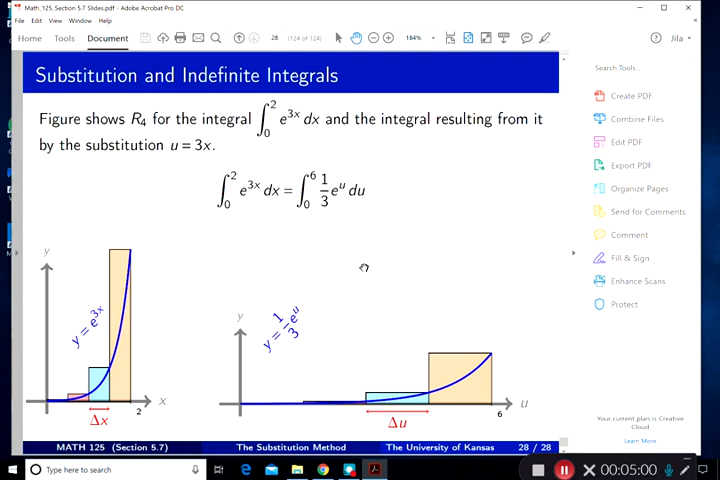 Math_125_Section 5.7 Slides.pdf - Adobe Acrobat Pro DC
File Edit View Window Help
Home Tools Document 28 (124 of 124) 184% Jila
Substitution and Indefinite Integrals
Figure shows R₄ for the integral ∫₀² e³ˣ dx and the integral resulting from it
by the substitution u = 3x.
∫₀² e³ˣ dx = ∫₀⁶ 1/3 eᵘ du
y
y = e³ˣ
Δx
2
x
y
y = 1/3 eᵘ
Δu
6
u
MATH 125 (Section 5.7) The Substitution Method The University of Kansas 28 / 28
Search Tools...
Create PDF
Combine Files
Edit PDF
Export PDF
Organize Pages
Send for Comments
Comment
Fill & Sign
Enhance Scans
Protect
Your current plan is Creative
Cloud
Learn More
Type here to search
00:05:00